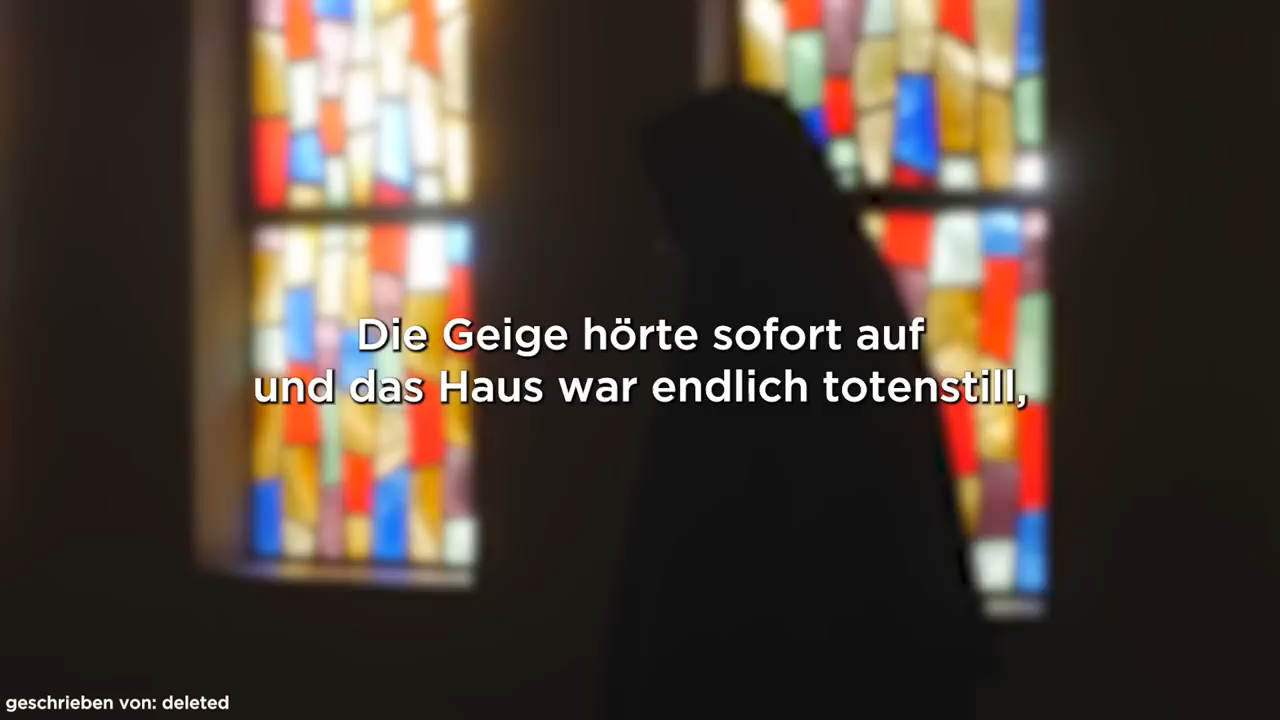 Die Geige hörte sofort auf
und das Haus war endlich totenstill,
geschrieben von: deleted